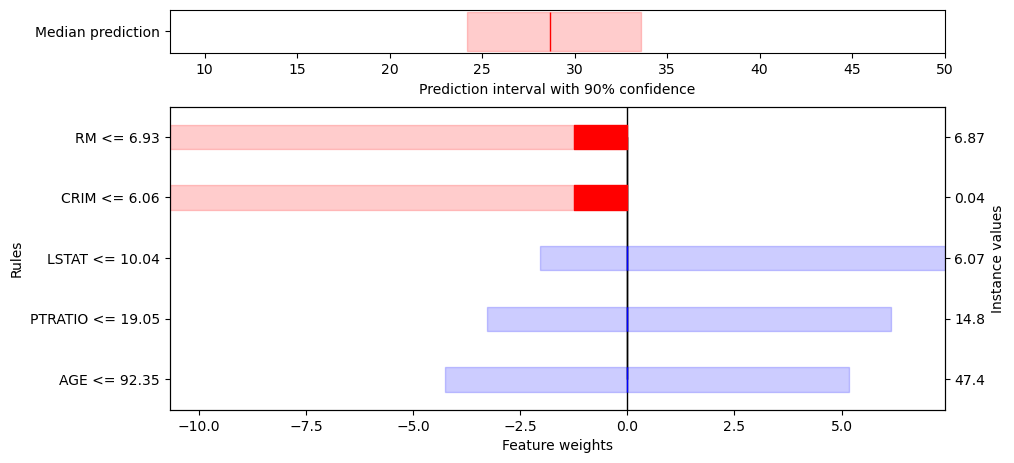 Median prediction
10 15 20 25 30 35 40 45 50
Prediction interval with 90% confidence
RM <= 6.93 6.87
CRIM <= 6.06 0.04
LSTAT <= 10.04 6.07
PTRATIO <= 19.05 14.8
AGE <= 92.35 47.4
Rules
Instance values
−10.0 −7.5 −5.0 −2.5 0.0 2.5 5.0
Feature weights